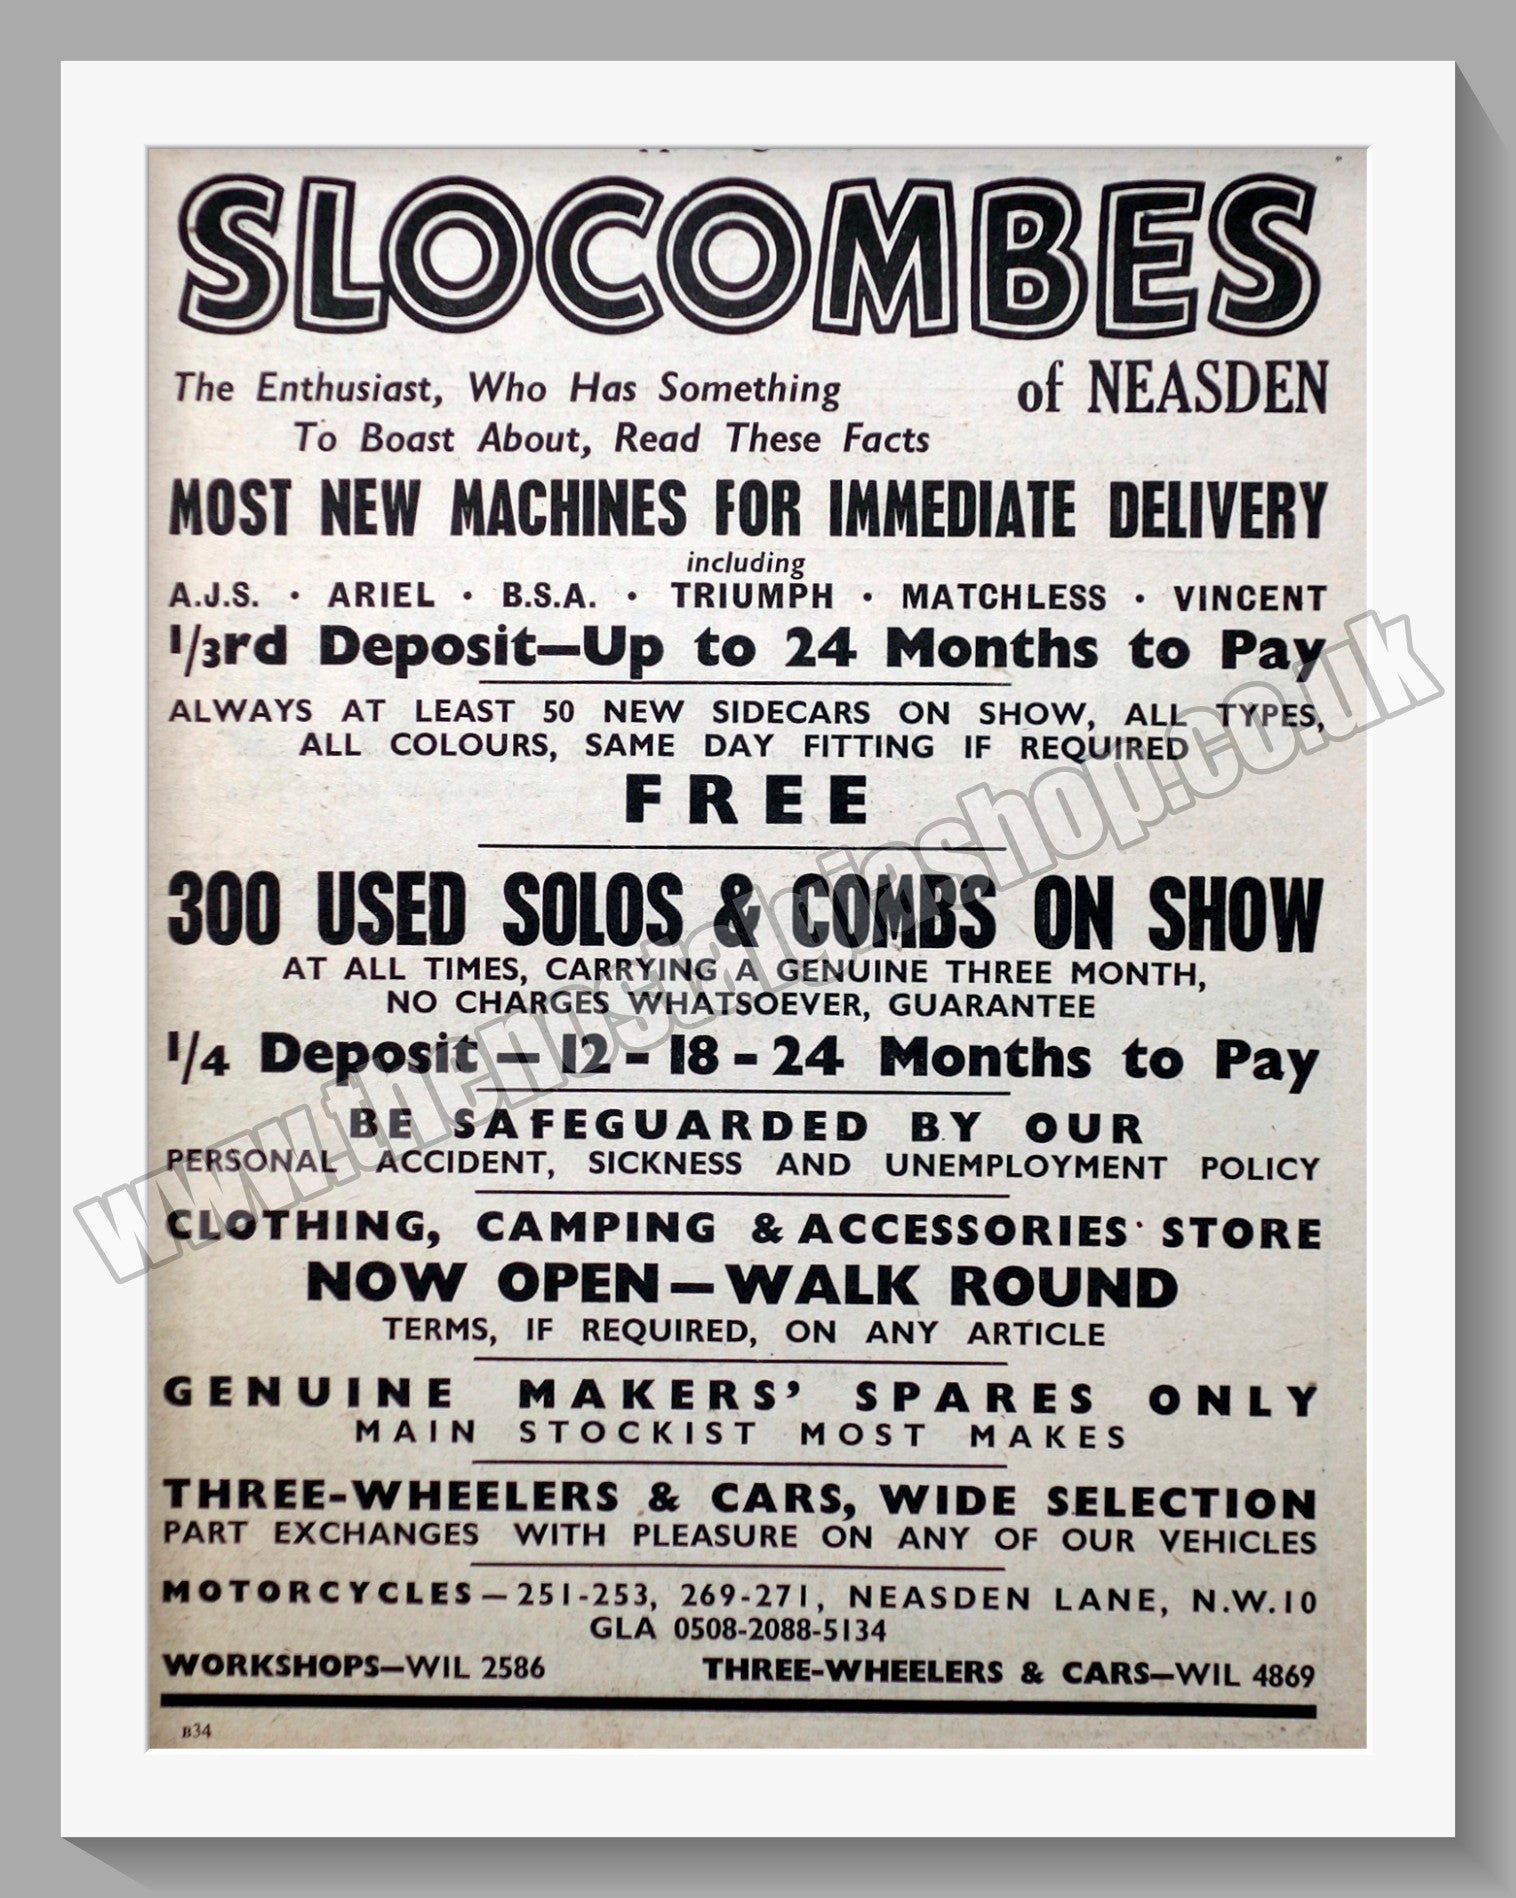 SLOCOMBES
of NEASDEN
The Enthusiast, Who Has Something
To Boast About, Read These Facts
MOST NEW MACHINES FOR IMMEDIATE DELIVERY
including
A.J.S. • ARIEL • B.S.A. • TRIUMPH • MATCHLESS • VINCENT
1/3rd Deposit—Up to 24 Months to Pay
ALWAYS AT LEAST 50 NEW SIDECARS ON SHOW, ALL TYPES,
ALL COLOURS, SAME DAY FITTING IF REQUIRED
FREE
300 USED SOLOS & COMBS ON SHOW
AT ALL TIMES, CARRYING A GENUINE THREE MONTH,
NO CHARGES WHATSOEVER, GUARANTEE
1/4 Deposit — 12 - 18 - 24 Months to Pay
BE SAFEGUARDED BY OUR
PERSONAL ACCIDENT, SICKNESS AND UNEMPLOYMENT POLICY
CLOTHING, CAMPING & ACCESSORIES STORE
NOW OPEN — WALK ROUND
TERMS, IF REQUIRED, ON ANY ARTICLE
GENUINE MAKERS' SPARES ONLY
MAIN STOCKIST MOST MAKES
THREE-WHEELERS & CARS, WIDE SELECTION
PART EXCHANGES WITH PLEASURE ON ANY OF OUR VEHICLES
MOTORCYCLES — 251-253, 269-271, NEASDEN LANE, N.W.10
GLA 0508-2088-5134
WORKSHOPS—WIL 2586 THREE-WHEELERS & CARS—WIL 4869
B34
www.thenostalgiashop.co.uk